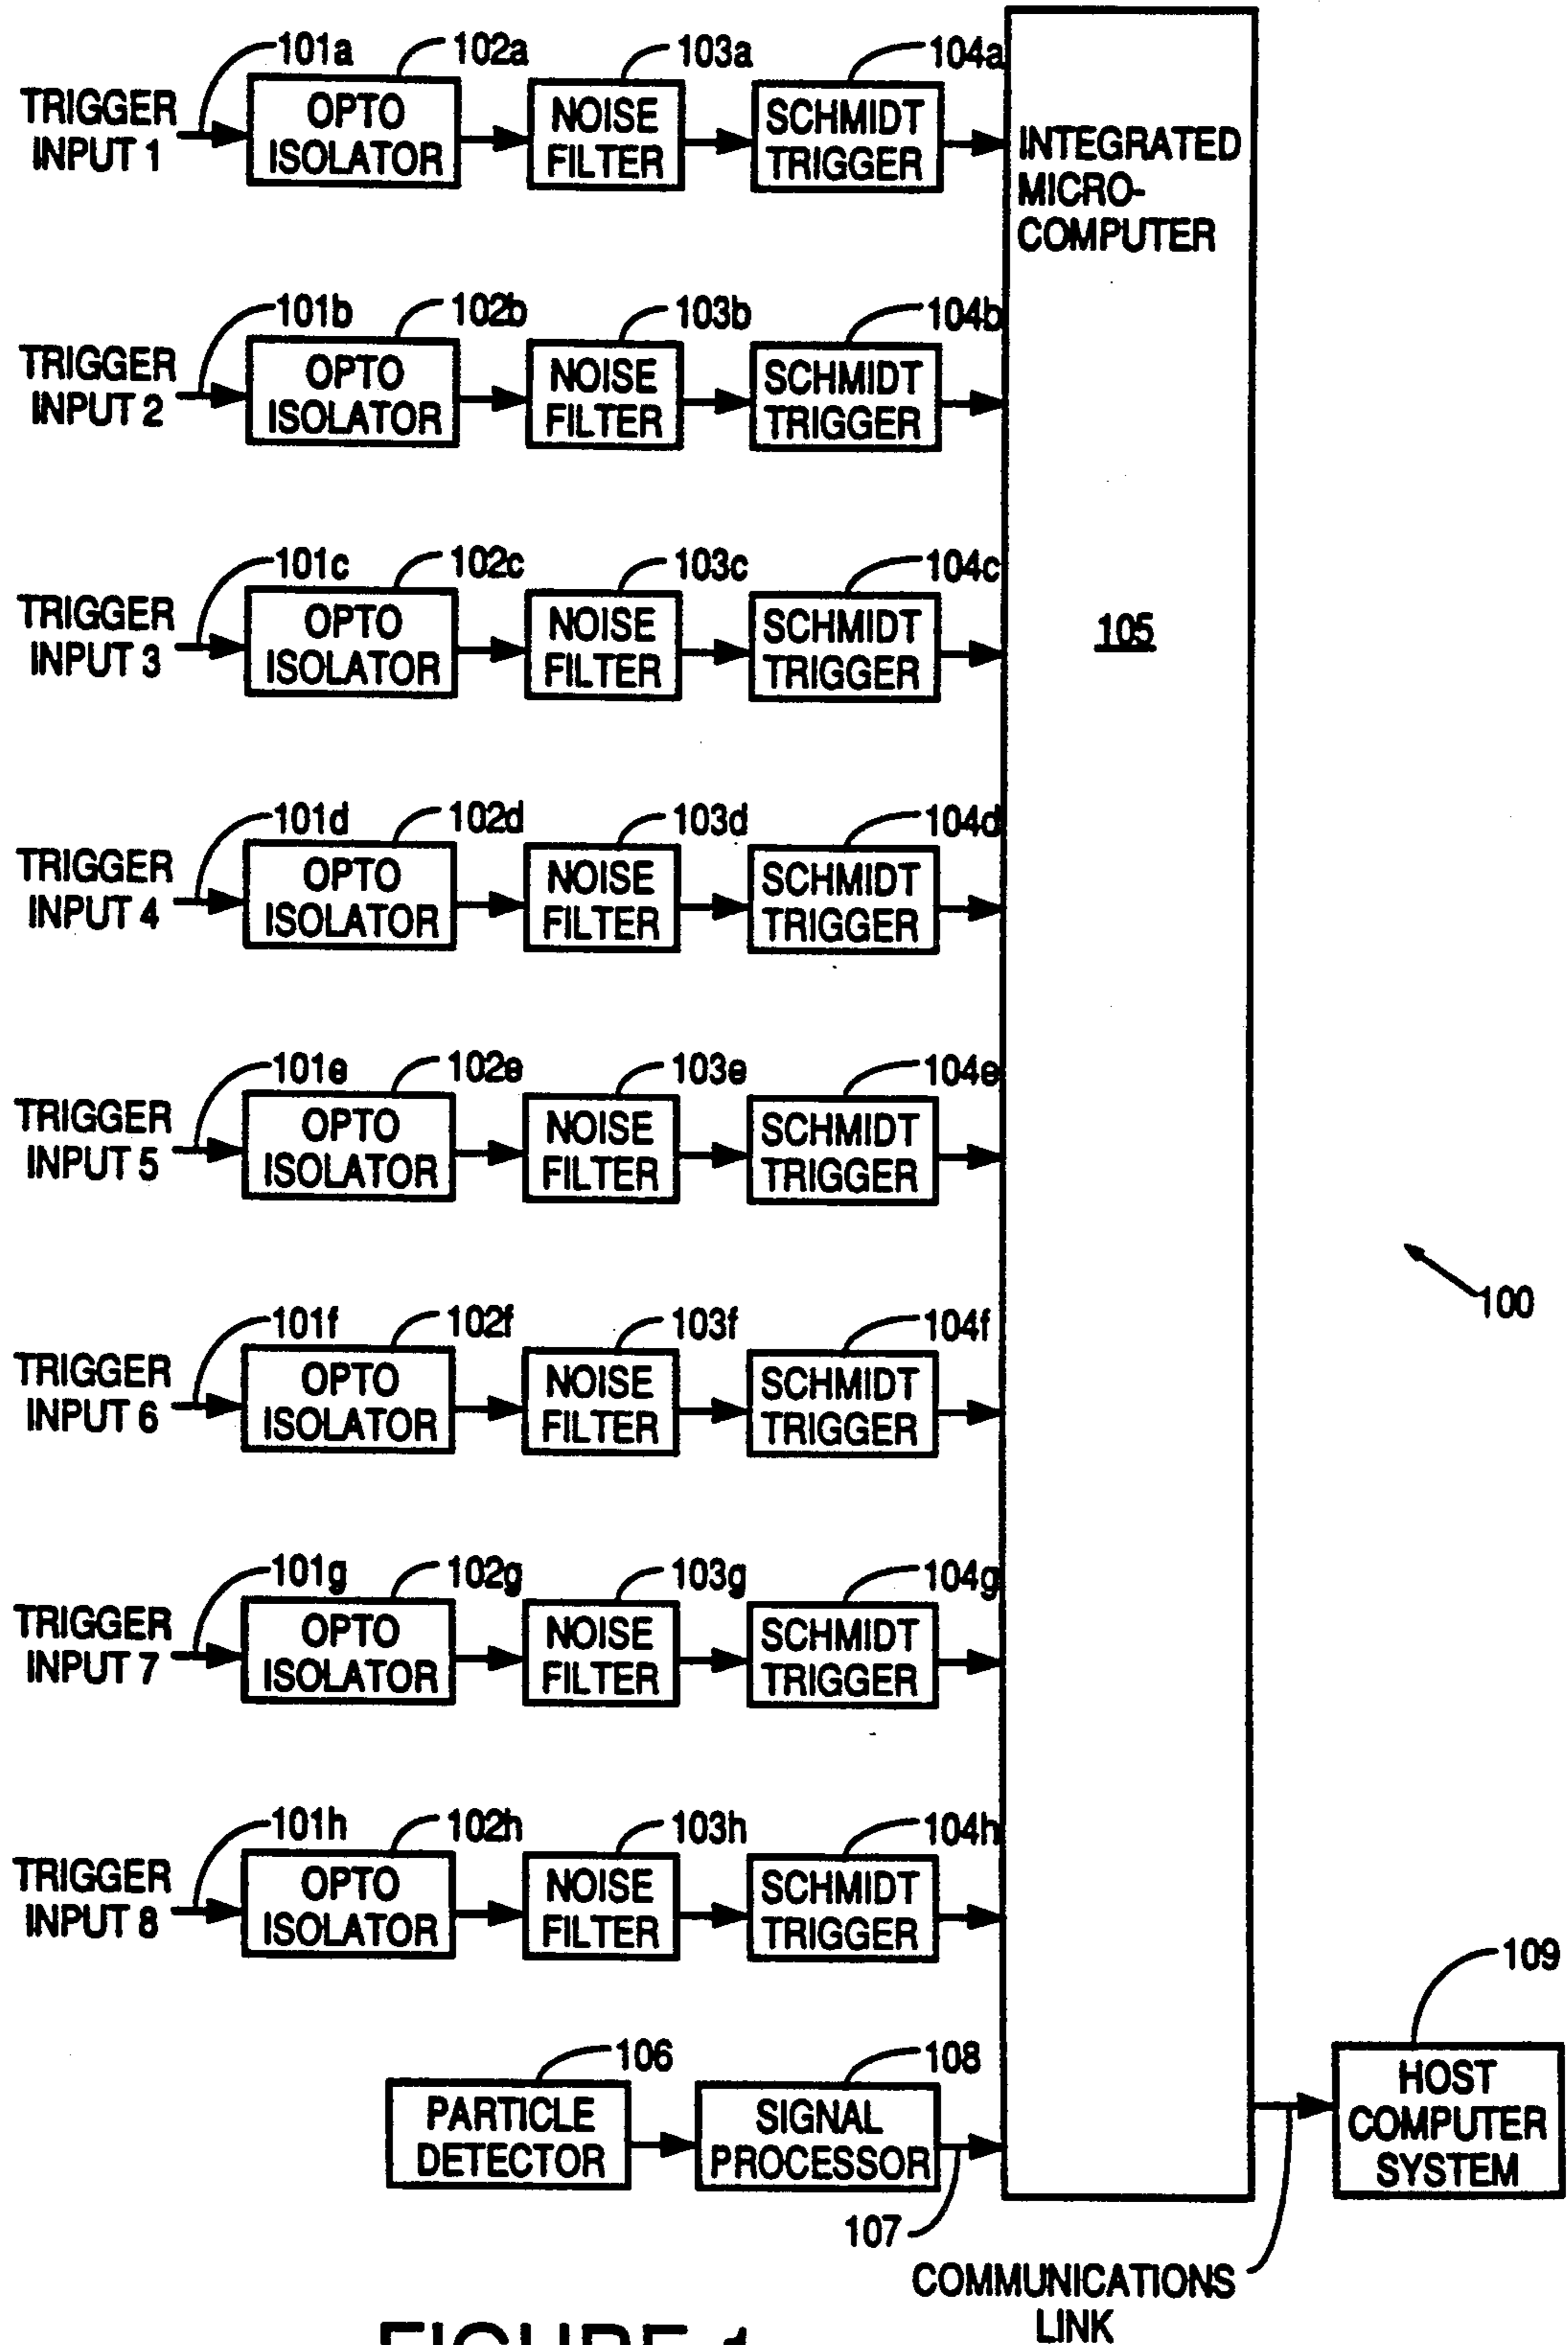 101a 102a 103a 104a
TRIGGER
INPUT 1
OPTO
ISOLATOR
NOISE
FILTER
SCHMIDT
TRIGGER
INTEGRATED
MICRO-
COMPUTER
101b 102b 103b 104b
TRIGGER
INPUT 2
OPTO
ISOLATOR
NOISE
FILTER
SCHMIDT
TRIGGER
101c 102c 103c 104c
TRIGGER
INPUT 3
OPTO
ISOLATOR
NOISE
FILTER
SCHMIDT
TRIGGER
105
101d 102d 103d 104d
TRIGGER
INPUT 4
OPTO
ISOLATOR
NOISE
FILTER
SCHMIDT
TRIGGER
101e 102e 103e 104e
TRIGGER
INPUT 5
OPTO
ISOLATOR
NOISE
FILTER
SCHMIDT
TRIGGER
100
101f 102f 103f 104f
TRIGGER
INPUT 6
OPTO
ISOLATOR
NOISE
FILTER
SCHMIDT
TRIGGER
101g 102g 103g 104g
TRIGGER
INPUT 7
OPTO
ISOLATOR
NOISE
FILTER
SCHMIDT
TRIGGER
101h 102h 103h 104h
TRIGGER
INPUT 8
OPTO
ISOLATOR
NOISE
FILTER
SCHMIDT
TRIGGER
109
106 108
PARTICLE
DETECTOR
SIGNAL
PROCESSOR
HOST
COMPUTER
SYSTEM
107
COMMUNICATIONS
LINK
FIGURE 1